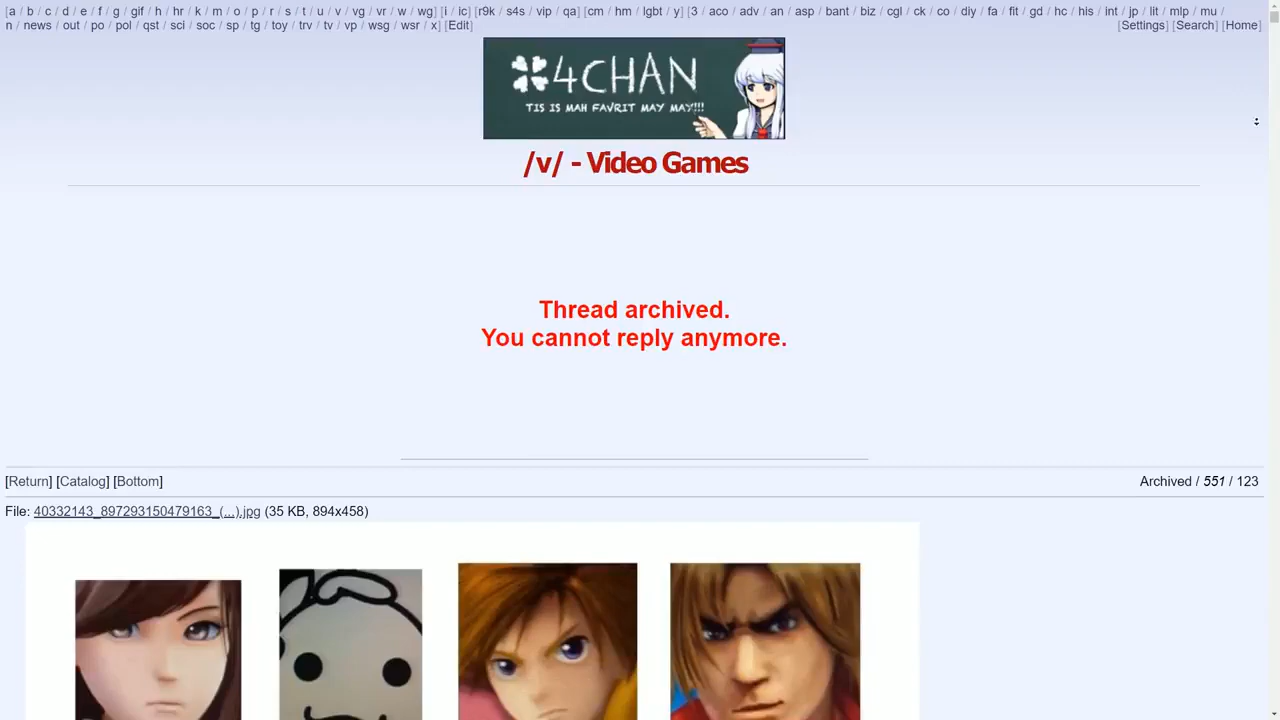 [a / b / c / d / e / f / g / gif / h / hr / k / m / o / p / r / s / t / u / v / vg / vr / w / wg] [i / ic] [r9k / s4s / vip / qa] [cm / hm / lgbt / y] [3 / aco / adv / an / asp / bant / biz / cgl / ck / co / diy / fa / fit / gd / hc / his / int / jp / lit / mlp / mu /
n / news / out / po / pol / qst / sci / soc / sp / tg / toy / trv / tv / vp / wsg / wsr / x] [Edit] [Settings] [Search] [Home]
4CHAN
TIS IS MAH FAVRIT MAY MAY!!!
/v/ - Video Games
Thread archived.
You cannot reply anymore.
[Return] [Catalog] [Bottom] Archived / 551 / 123
File: 40332143_897293150479163_(...).jpg (35 KB, 894x458)